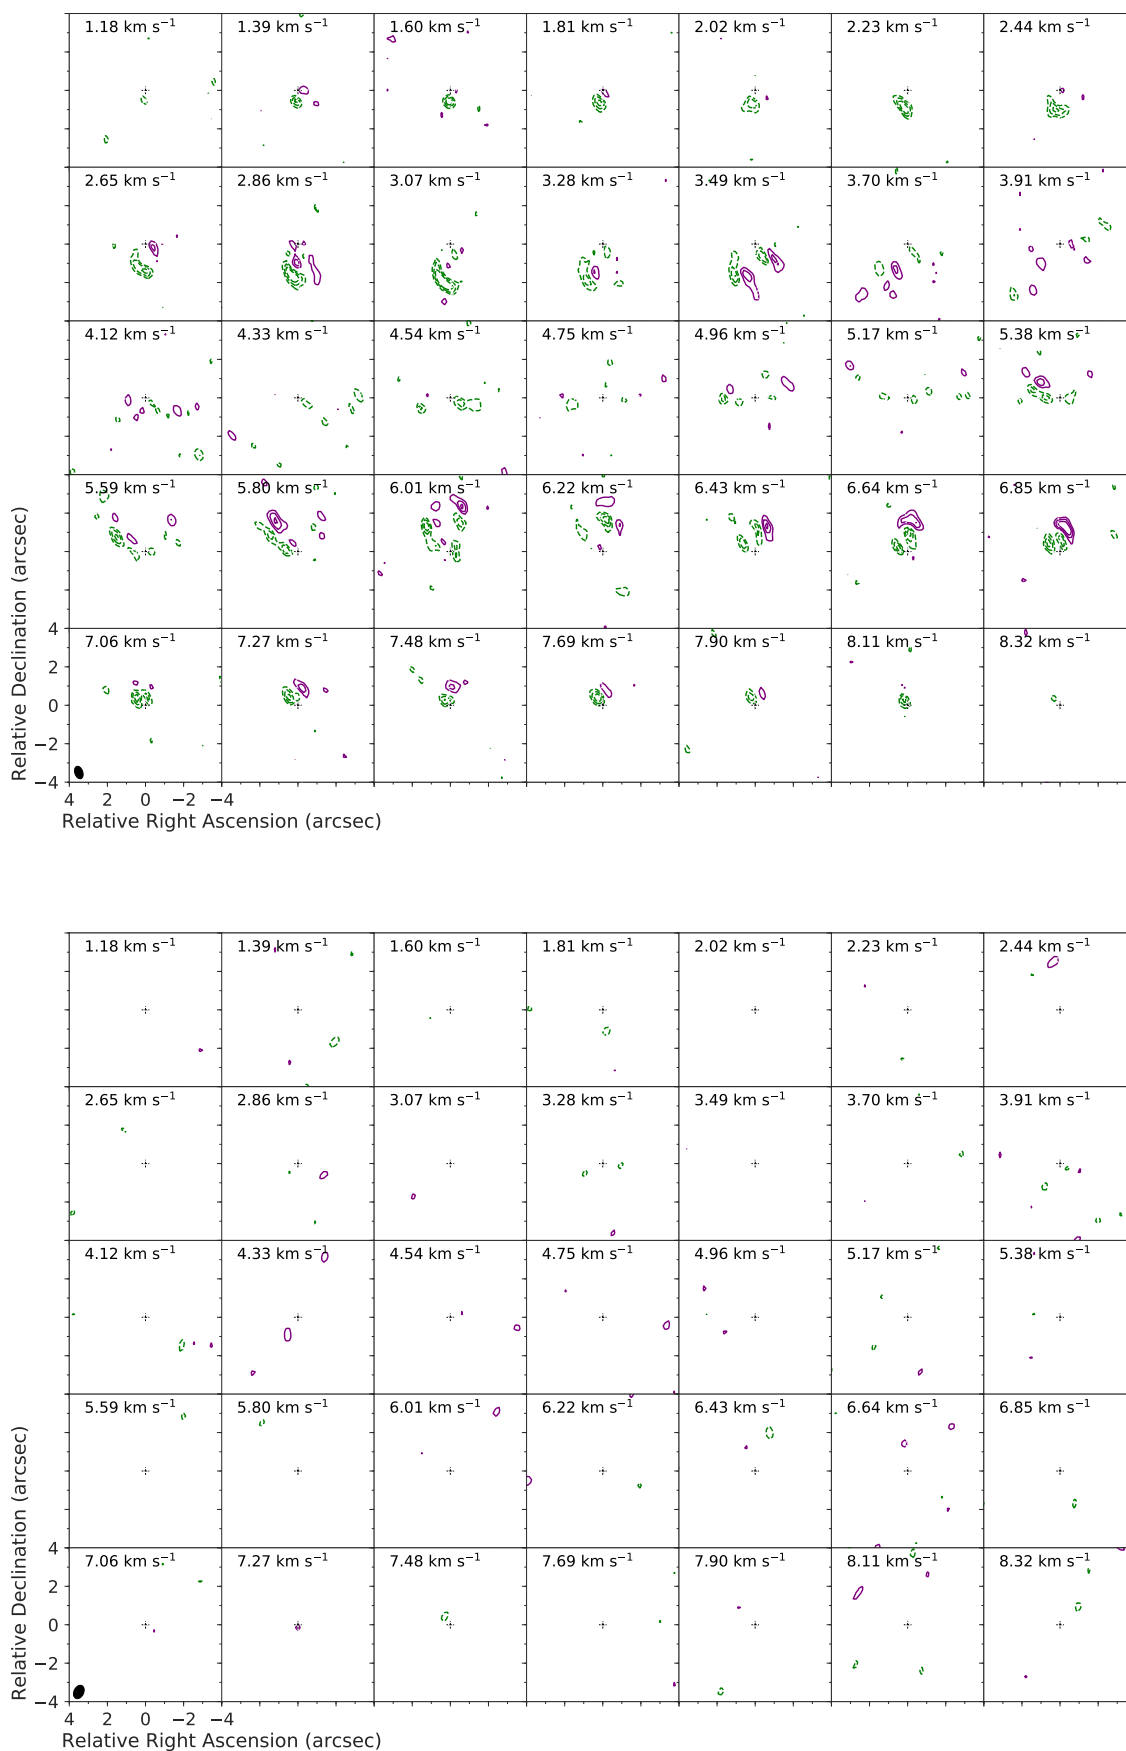 1.18 km s⁻¹ 1.39 km s⁻¹ 1.60 km s⁻¹ 1.81 km s⁻¹ 2.02 km s⁻¹ 2.23 km s⁻¹ 2.44 km s⁻¹
2.65 km s⁻¹ 2.86 km s⁻¹ 3.07 km s⁻¹ 3.28 km s⁻¹ 3.49 km s⁻¹ 3.70 km s⁻¹ 3.91 km s⁻¹
4.12 km s⁻¹ 4.33 km s⁻¹ 4.54 km s⁻¹ 4.75 km s⁻¹ 4.96 km s⁻¹ 5.17 km s⁻¹ 5.38 km s⁻¹
5.59 km s⁻¹ 5.80 km s⁻¹ 6.01 km s⁻¹ 6.22 km s⁻¹ 6.43 km s⁻¹ 6.64 km s⁻¹ 6.85 km s⁻¹
7.06 km s⁻¹ 7.27 km s⁻¹ 7.48 km s⁻¹ 7.69 km s⁻¹ 7.90 km s⁻¹ 8.11 km s⁻¹ 8.32 km s⁻¹
4
2
0
−2
−4
Relative Declination (arcsec)
4 2 0 −2 −4
Relative Right Ascension (arcsec)
1.18 km s⁻¹ 1.39 km s⁻¹ 1.60 km s⁻¹ 1.81 km s⁻¹ 2.02 km s⁻¹ 2.23 km s⁻¹ 2.44 km s⁻¹
2.65 km s⁻¹ 2.86 km s⁻¹ 3.07 km s⁻¹ 3.28 km s⁻¹ 3.49 km s⁻¹ 3.70 km s⁻¹ 3.91 km s⁻¹
4.12 km s⁻¹ 4.33 km s⁻¹ 4.54 km s⁻¹ 4.75 km s⁻¹ 4.96 km s⁻¹ 5.17 km s⁻¹ 5.38 km s⁻¹
5.59 km s⁻¹ 5.80 km s⁻¹ 6.01 km s⁻¹ 6.22 km s⁻¹ 6.43 km s⁻¹ 6.64 km s⁻¹ 6.85 km s⁻¹
7.06 km s⁻¹ 7.27 km s⁻¹ 7.48 km s⁻¹ 7.69 km s⁻¹ 7.90 km s⁻¹ 8.11 km s⁻¹ 8.32 km s⁻¹
4
2
0
−2
−4
Relative Declination (arcsec)
4 2 0 −2 −4
Relative Right Ascension (arcsec)